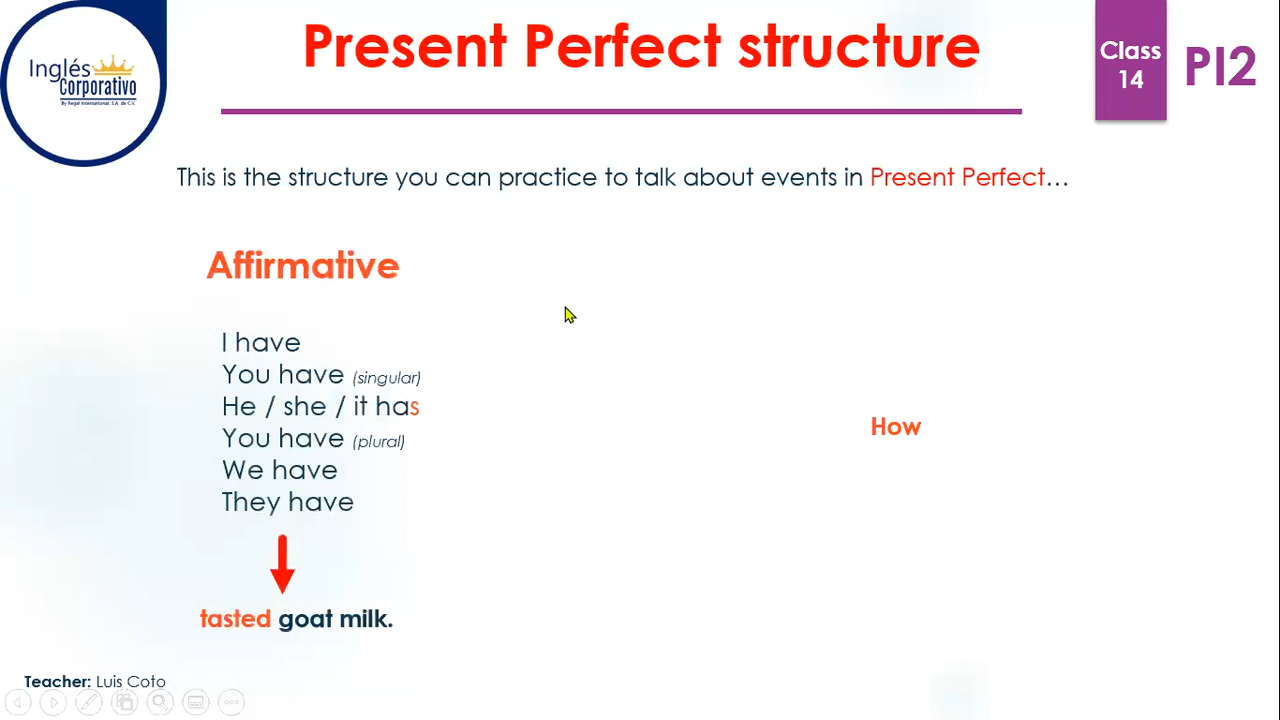 Inglés
Corporativo
By Regal International, S.A. de C.V.
Present Perfect structure
Class
14
PI2
This is the structure you can practice to talk about events in Present Perfect...
Affirmative
I have
You have (singular)
He / she / it has
You have (plural)
We have
They have
How
tasted goat milk.
Teacher: Luis Coto